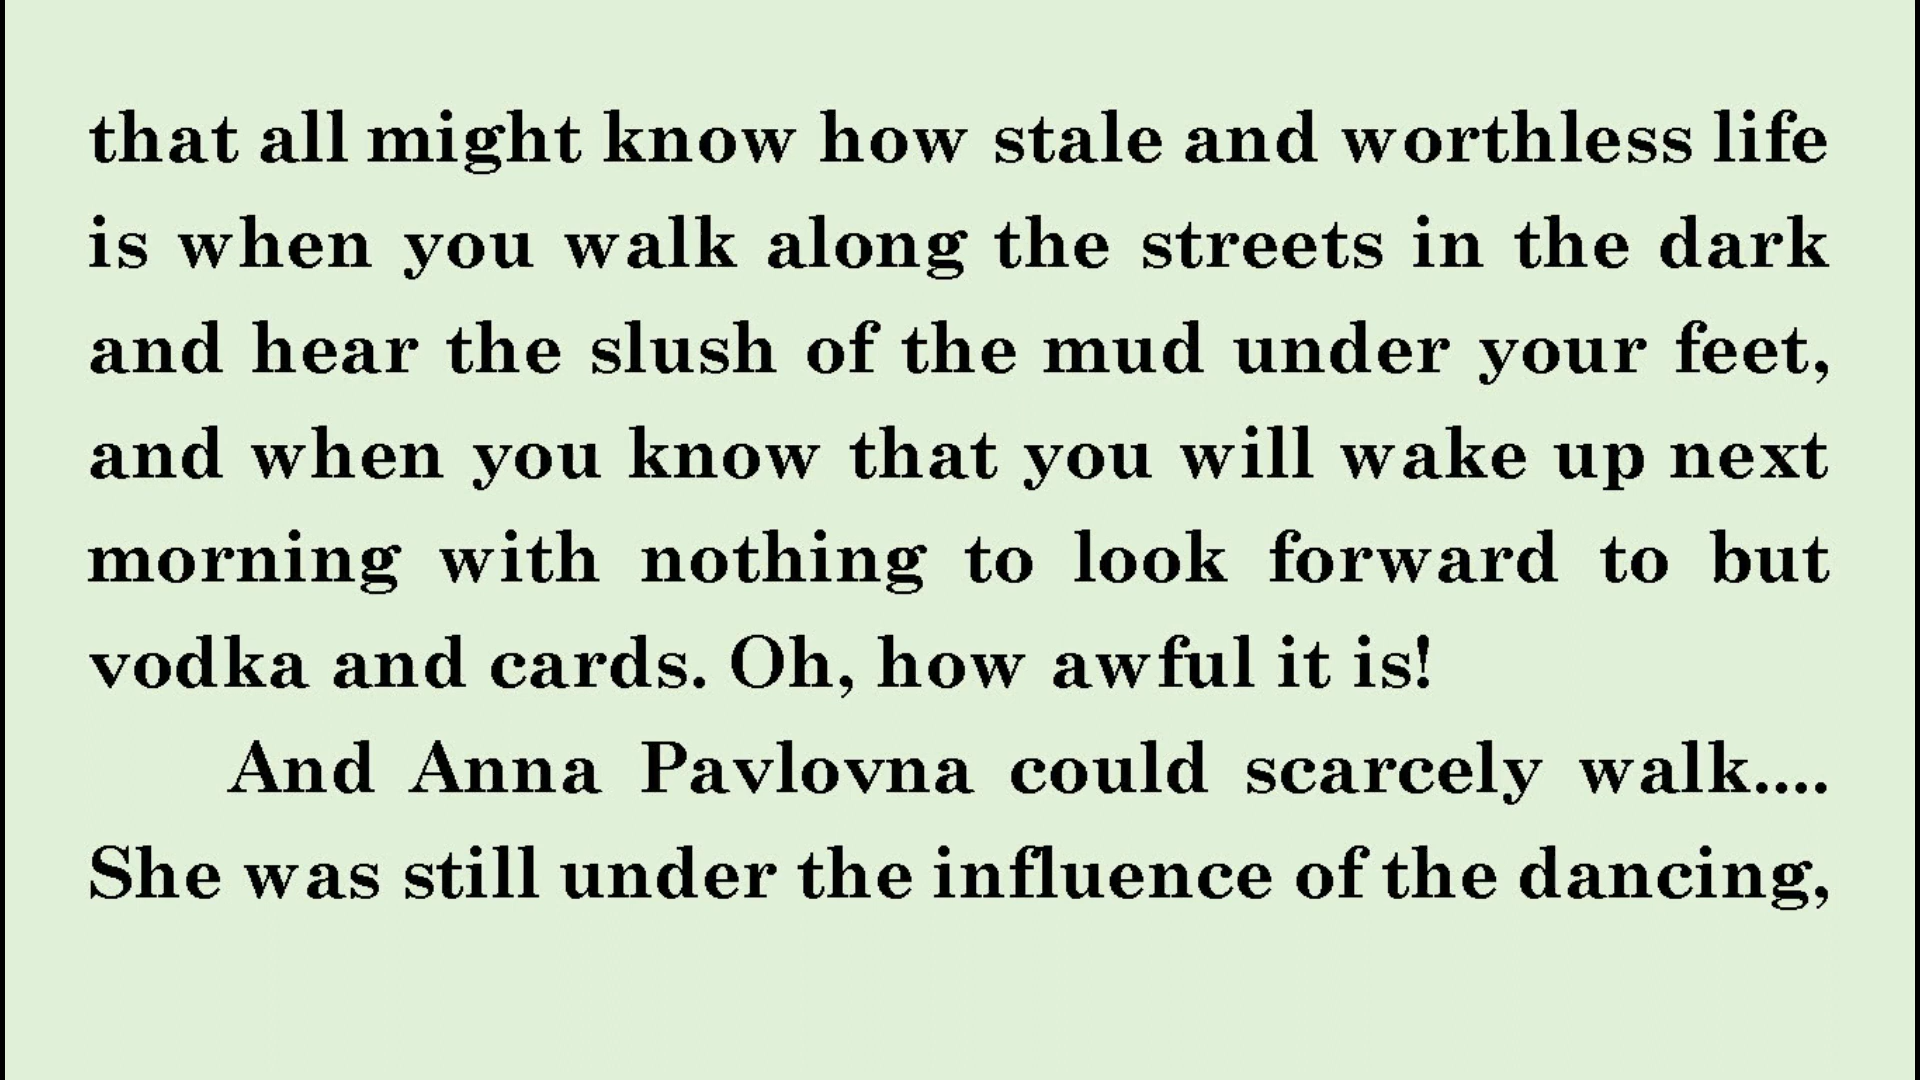 that all might know how stale and worthless life
is when you walk along the streets in the dark
and hear the slush of the mud under your feet,
and when you know that you will wake up next
morning with nothing to look forward to but
vodka and cards. Oh, how awful it is!
And Anna Pavlovna could scarcely walk....
She was still under the influence of the dancing,